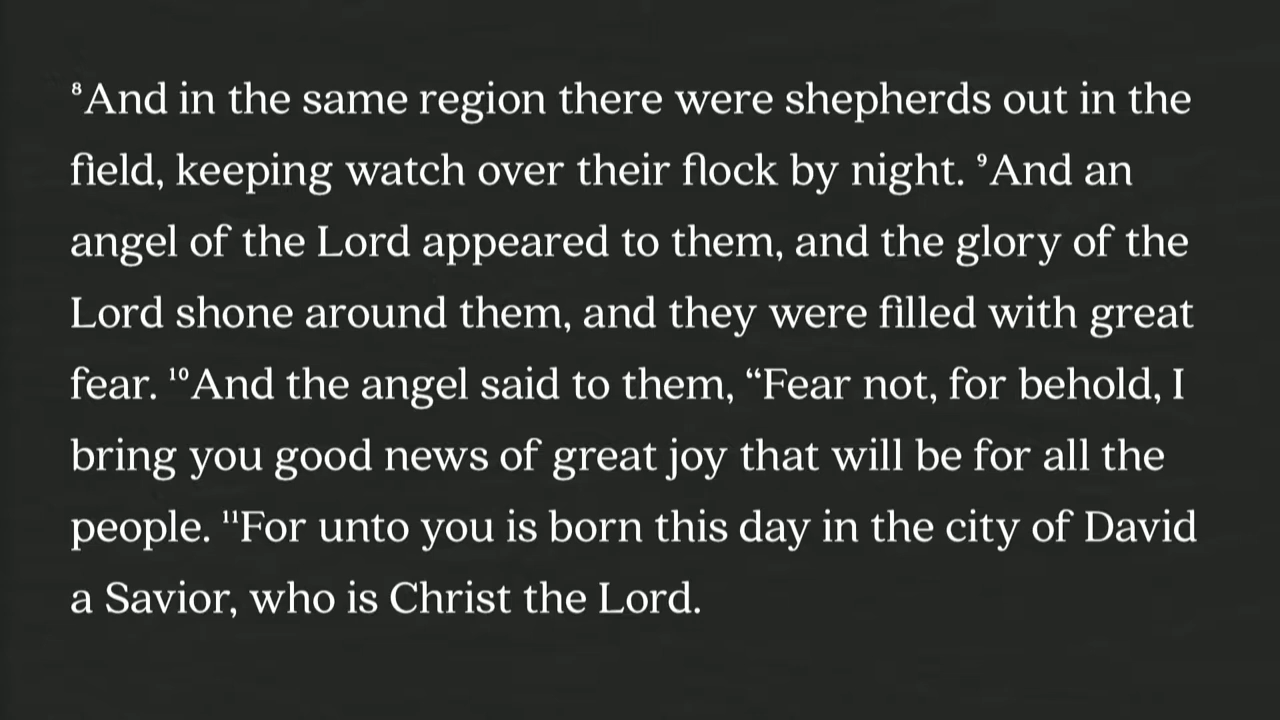 ⁸And in the same region there were shepherds out in the
field, keeping watch over their flock by night. ⁹And an
angel of the Lord appeared to them, and the glory of the
Lord shone around them, and they were filled with great
fear. ¹⁰And the angel said to them, “Fear not, for behold, I
bring you good news of great joy that will be for all the
people. ¹¹For unto you is born this day in the city of David
a Savior, who is Christ the Lord.